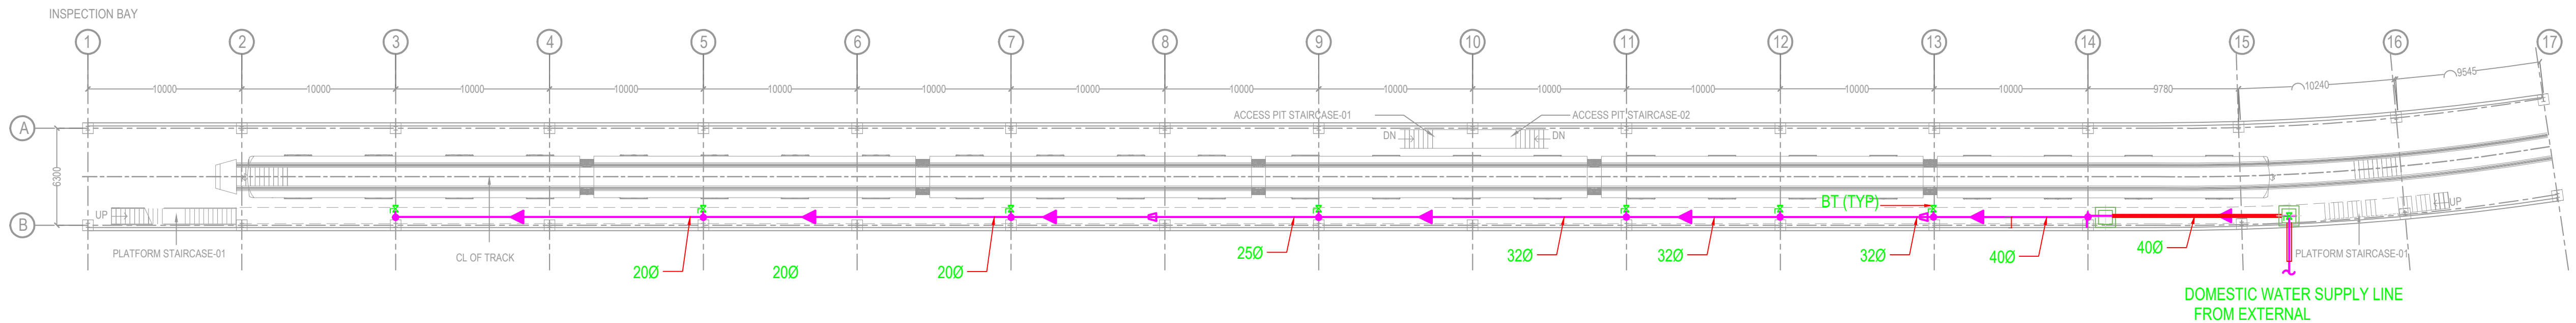 INSPECTION BAY
1 2 3 4 5 6 7 8 9 10 11 12 13 14 15 16 17
10000 10000 10000 10000 10000 10000 10000 10000 10000 10000 10000 10000 10000 9780 10240 9545
A
ACCESS PIT STAIRCASE-01 ACCESS PIT STAIRCASE-02
DN DN
6300
BT (TYP)
UP UP
B
PLATFORM STAIRCASE-01 CL OF TRACK PLATFORM STAIRCASE-01
20Ø 20Ø 20Ø 25Ø 32Ø 32Ø 32Ø 40Ø 40Ø
DOMESTIC WATER SUPPLY LINE
FROM EXTERNAL